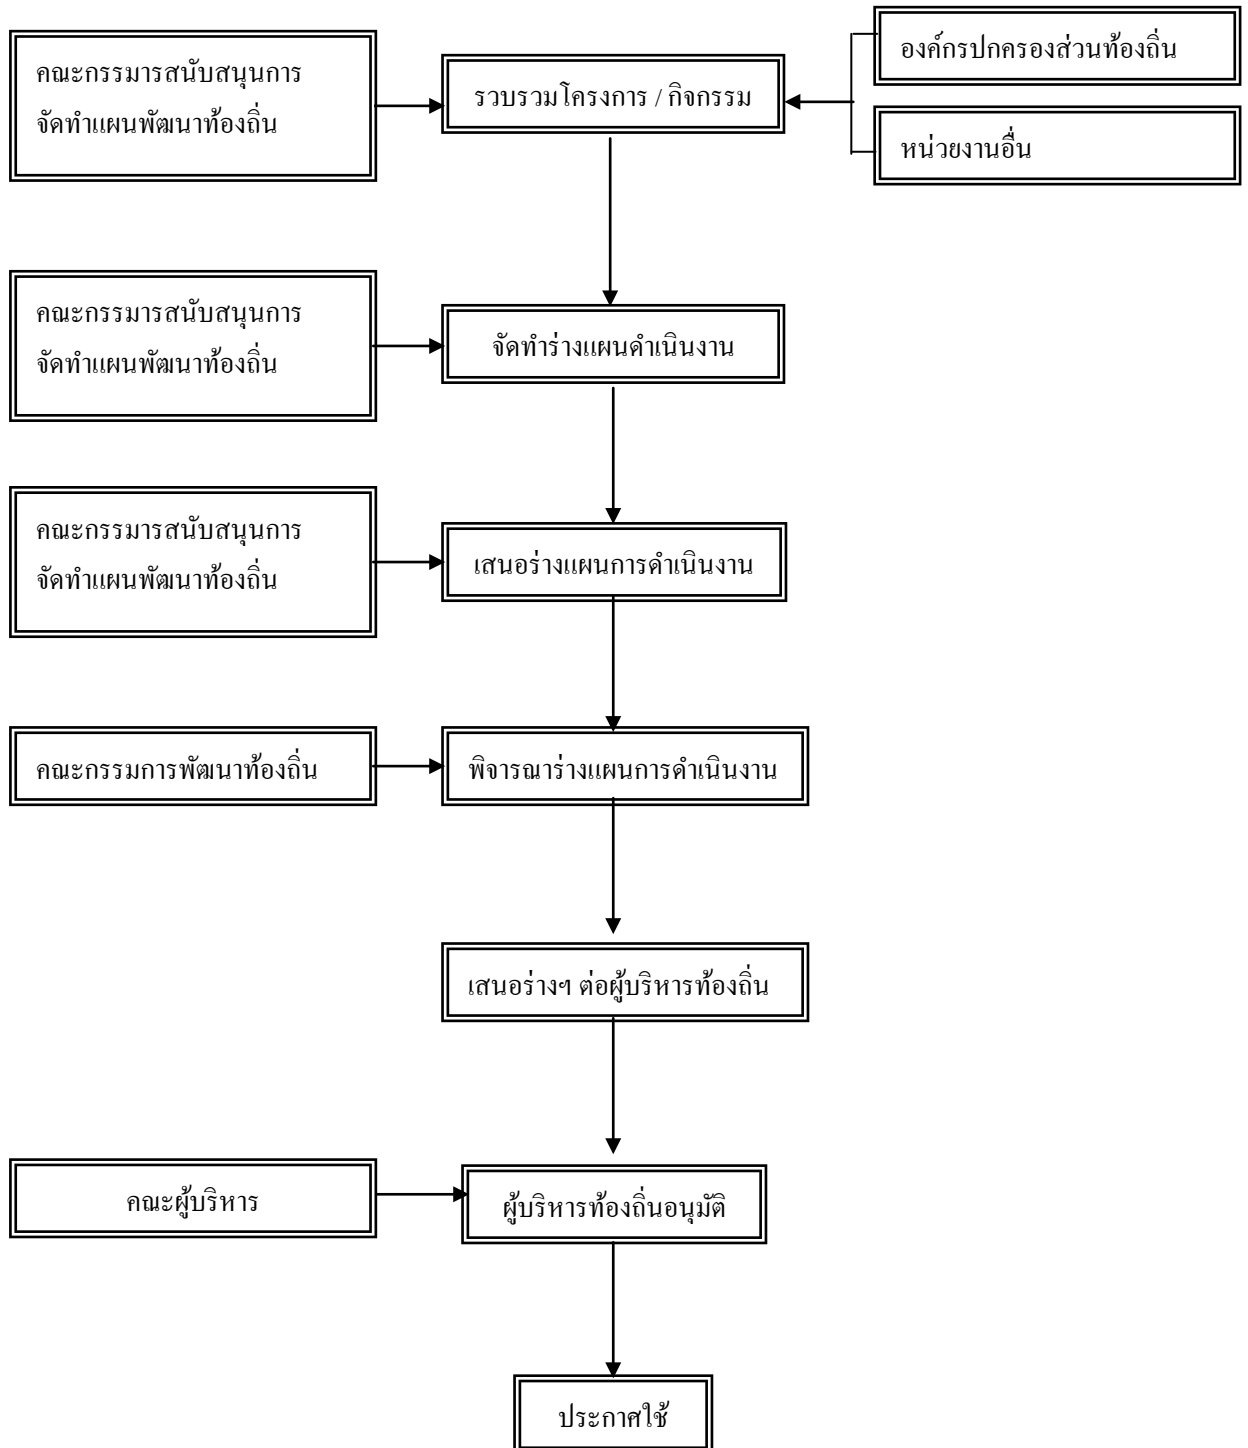 องค์กรปกครองส่วนท้องถิ่น
คณะกรรมารสนับสนุนการ
จัดทำแผนพัฒนาท้องถิ่น
รวบรวมโครงการ / กิจกรรม
หน่วยงานอื่น
คณะกรรมารสนับสนุนการ
จัดทำแผนพัฒนาท้องถิ่น
จัดทำร่างแผนดำเนินงาน
คณะกรรมารสนับสนุนการ
จัดทำแผนพัฒนาท้องถิ่น
เสนอร่างแผนการดำเนินงาน
คณะกรรมการพัฒนาท้องถิ่น
พิจารณาร่างแผนการดำเนินงาน
เสนอร่างฯ ต่อผู้บริหารท้องถิ่น
คณะผู้บริหาร
ผู้บริหารท้องถิ่นอนุมัติ
ประกาศใช้